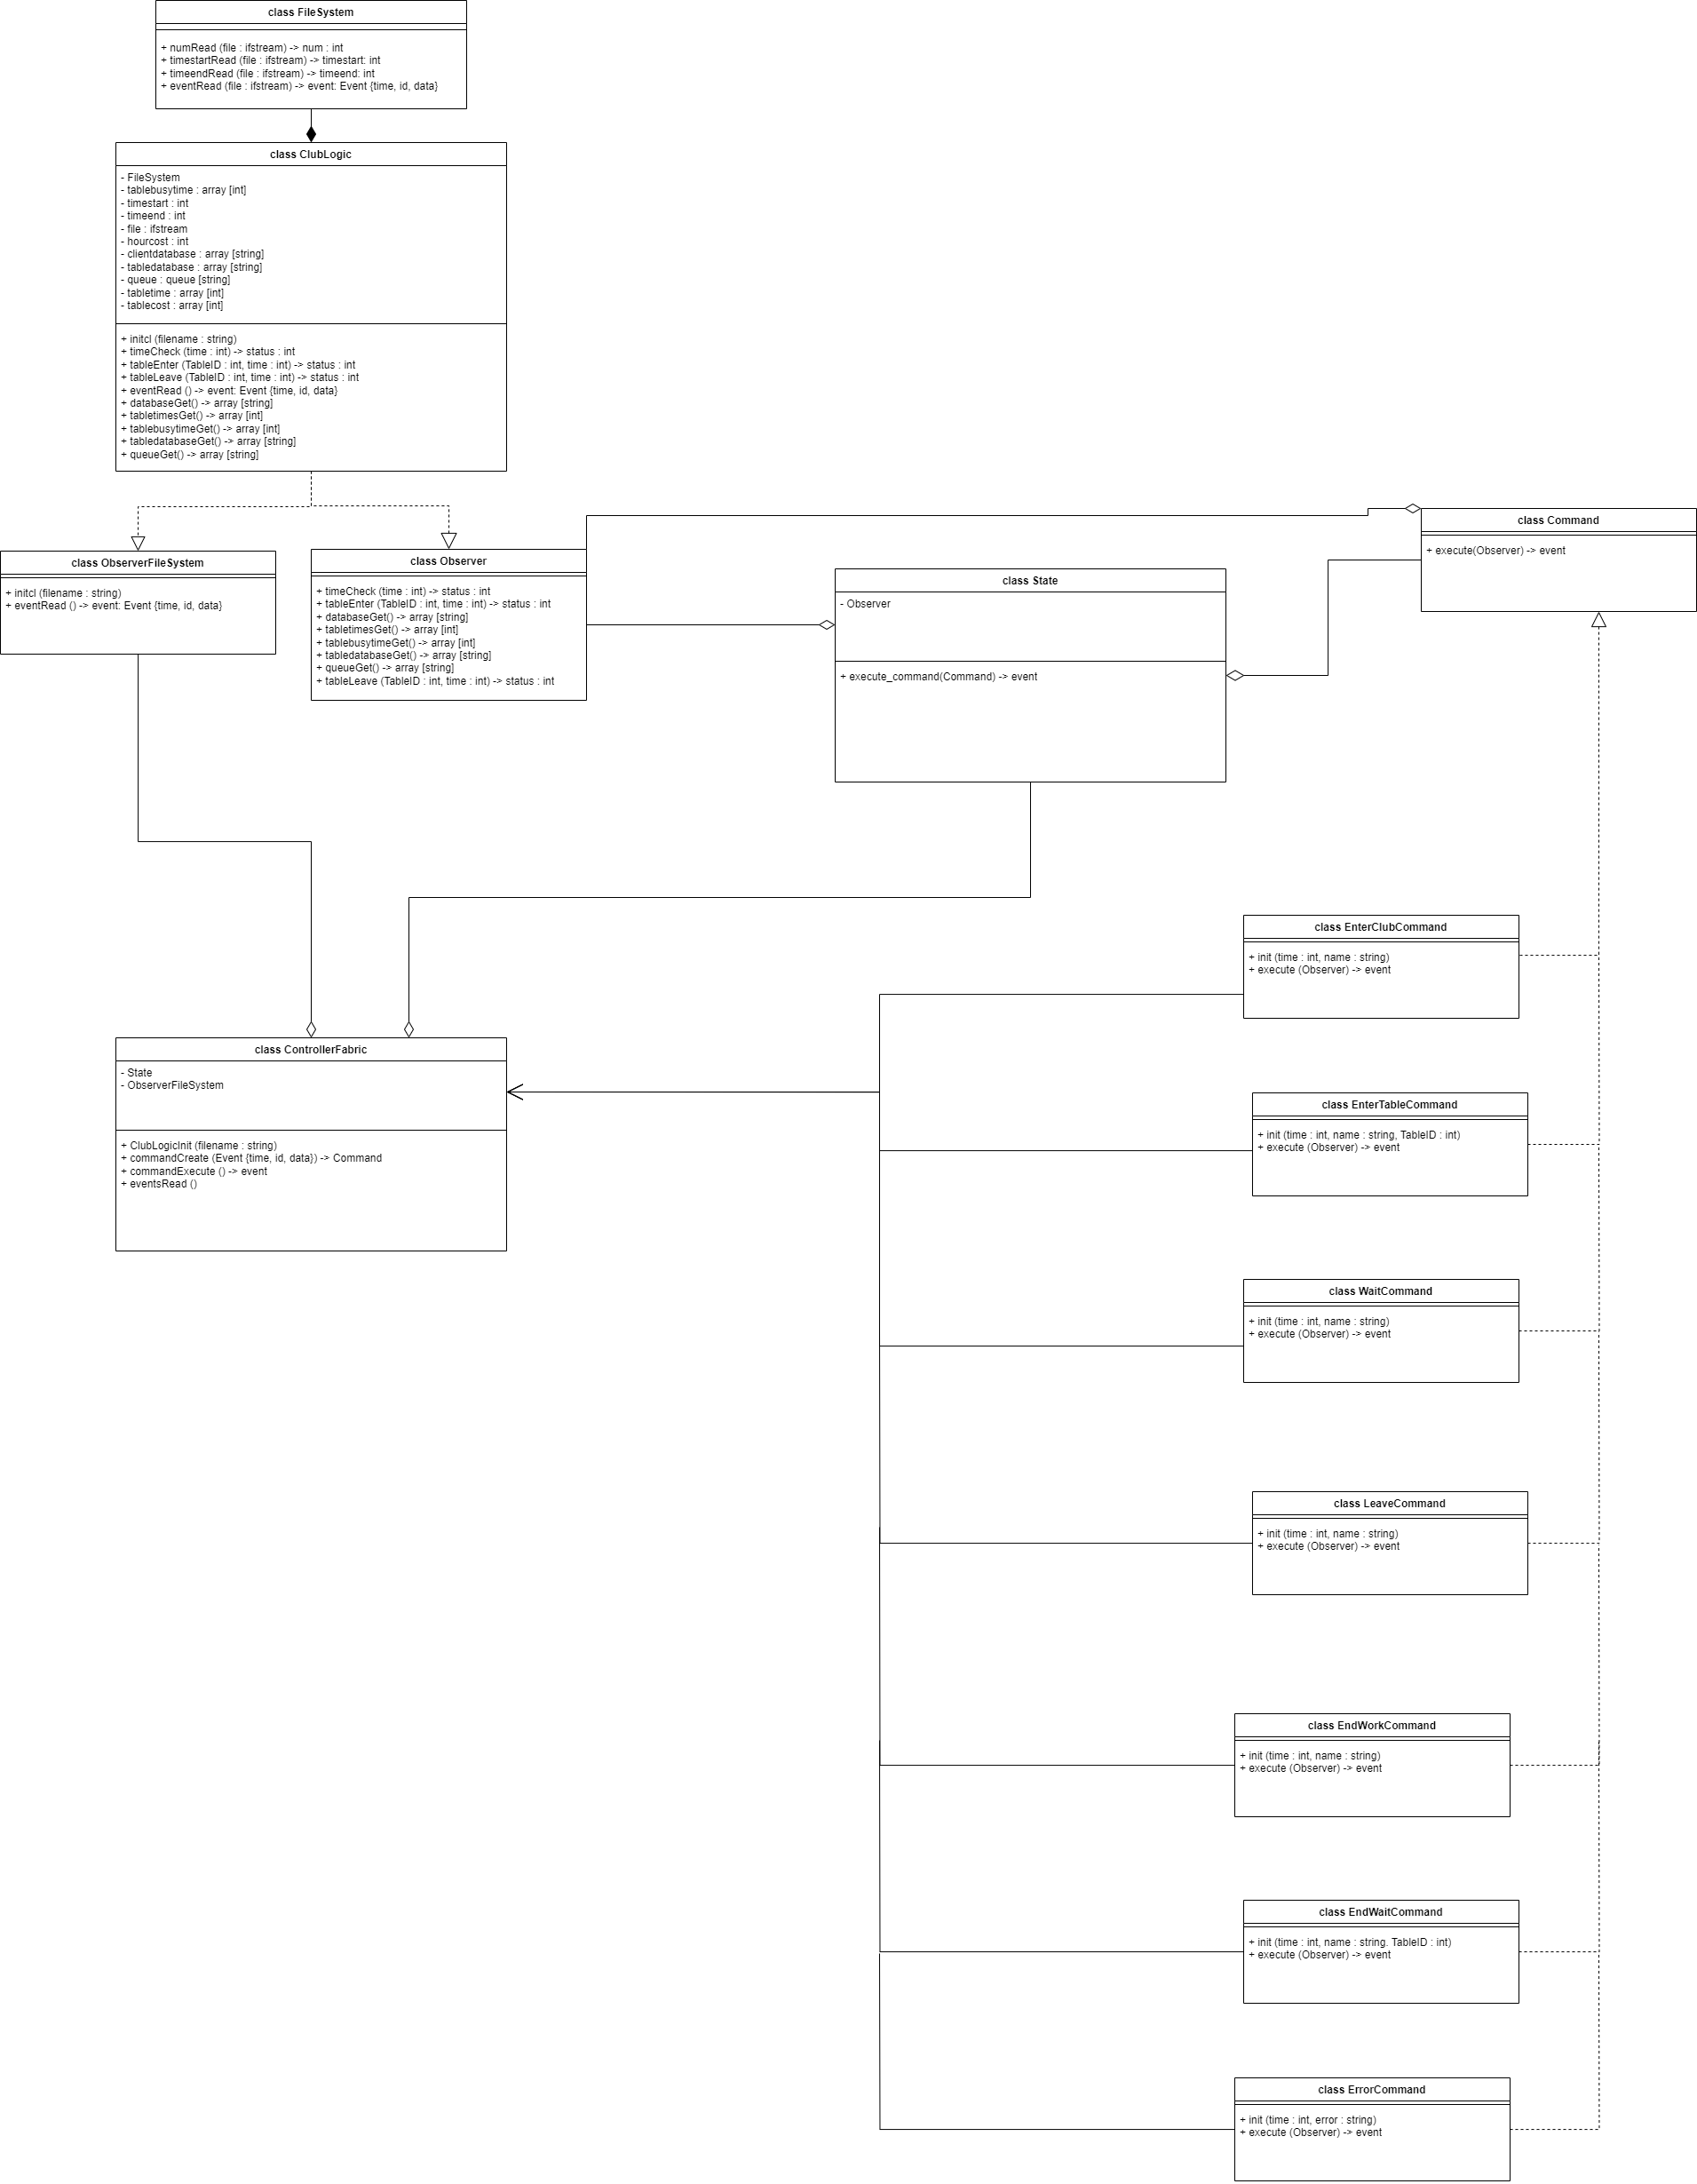 class FileSystem
+ numRead (file : ifstream) -> num : int
+ timestartRead (file : ifstream) -> timestart: int
+ timeendRead (file : ifstream) -> timeend: int
+ eventRead (file : ifstream) -> event: Event {time, id, data}
class ClubLogic
- FileSystem
- tablebusytime : array [int]
- timestart : int
- timeend : int
- file : ifstream
- hourcost : int
- clientdatabase : array [string]
- tabledatabase : array [string]
- queue : queue [string]
- tabletime : array [int]
- tablecost : array [int]
+ initcl (filename : string)
+ timeCheck (time : int) -> status : int
+ tableEnter (TableID : int, time : int) -> status : int
+ tableLeave (TableID : int, time : int) -> status : int
+ eventRead () -> event: Event {time, id, data}
+ databaseGet() -> array [string]
+ tabletimesGet() -> array [int]
+ tablebusytimeGet() -> array [int]
+ tabledatabaseGet() -> array [string]
+ queueGet() -> array [string]
class ObserverFileSystem
+ initcl (filename : string)
+ eventRead () -> event: Event {time, id, data}
class Observer
+ timeCheck (time : int) -> status : int
+ tableEnter (TableID : int, time : int) -> status : int
+ databaseGet() -> array [string]
+ tabletimesGet() -> array [int]
+ tablebusytimeGet() -> array [int]
+ tabledatabaseGet() -> array [string]
+ queueGet() -> array [string]
+ tableLeave (TableID : int, time : int) -> status : int
class State
- Observer
+ execute_command(Command) -> event
class Command
+ execute(Observer) -> event
class ControllerFabric
- State
- ObserverFileSystem
+ ClubLogicInit (filename : string)
+ commandCreate (Event {time, id, data}) -> Command
+ commandExecute () -> event
+ eventsRead ()
class EnterClubCommand
+ init (time : int, name : string)
+ execute (Observer) -> event
class EnterTableCommand
+ init (time : int, name : string, TableID : int)
+ execute (Observer) -> event
class WaitCommand
+ init (time : int, name : string)
+ execute (Observer) -> event
class LeaveCommand
+ init (time : int, name : string)
+ execute (Observer) -> event
class EndWorkCommand
+ init (time : int, name : string)
+ execute (Observer) -> event
class EndWaitCommand
+ init (time : int, name : string. TableID : int)
+ execute (Observer) -> event
class ErrorCommand
+ init (time : int, error : string)
+ execute (Observer) -> event